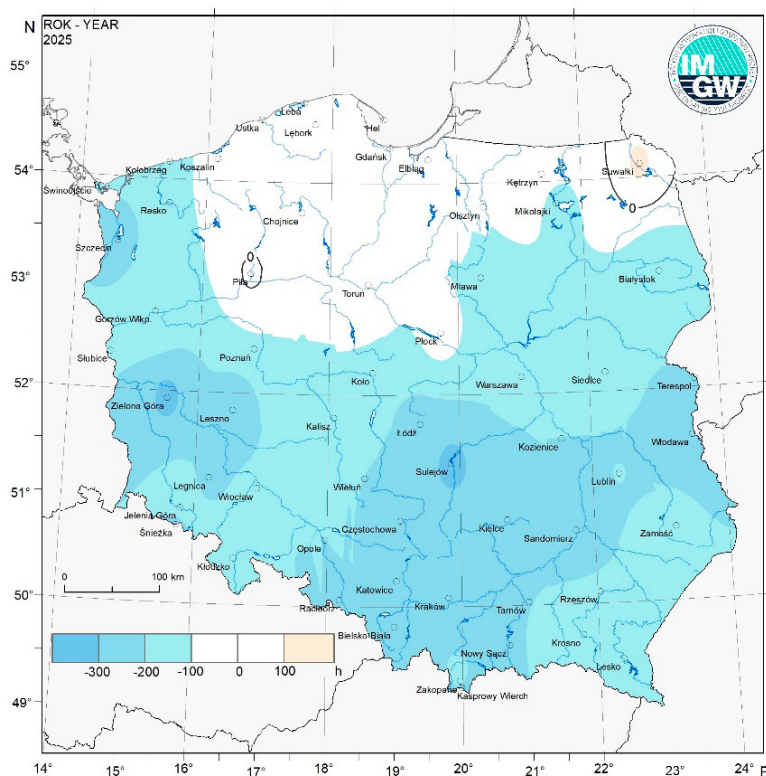 N
ROK - YEAR
2025
IM
GW
55°
Łeba
Ustka
Lębork
Hel
Gdańsk
Elbląg
54°
Kołobrzeg
Koszalin
Kętrzyn
Suwałki
Świnoujście
Resko
Chojnice
Olsztyn
Mikołajki
0
Szczecin
0
53°
Piła
Toruń
Mława
Białystok
Gorzów Wlkp.
Płock
Słubice
Poznań
52°
Koło
Warszawa
Siedlce
Terespol
Zielona Góra
Leszno
Kalisz
Łódź
Kozienice
Włodawa
Sulejów
Lublin
51°
Legnica
Wrocław
Wieluń
Jelenia Góra
Śnieżka
Częstochowa
Kielce
Sandomierz
Zamość
Opole
Kłodzko
0
100 km
50°
Katowice
Kraków
Tarnów
Rzeszów
Racibórz
Bielsko Biała
Nowy Sącz
Krosno
Lesko
-300
-200
-100
0
100
h
Zakopane
Kasprowy Wierch
49°
14°
15°
16°
17°
18°
19°
20°
21°
22°
23°
24°
E